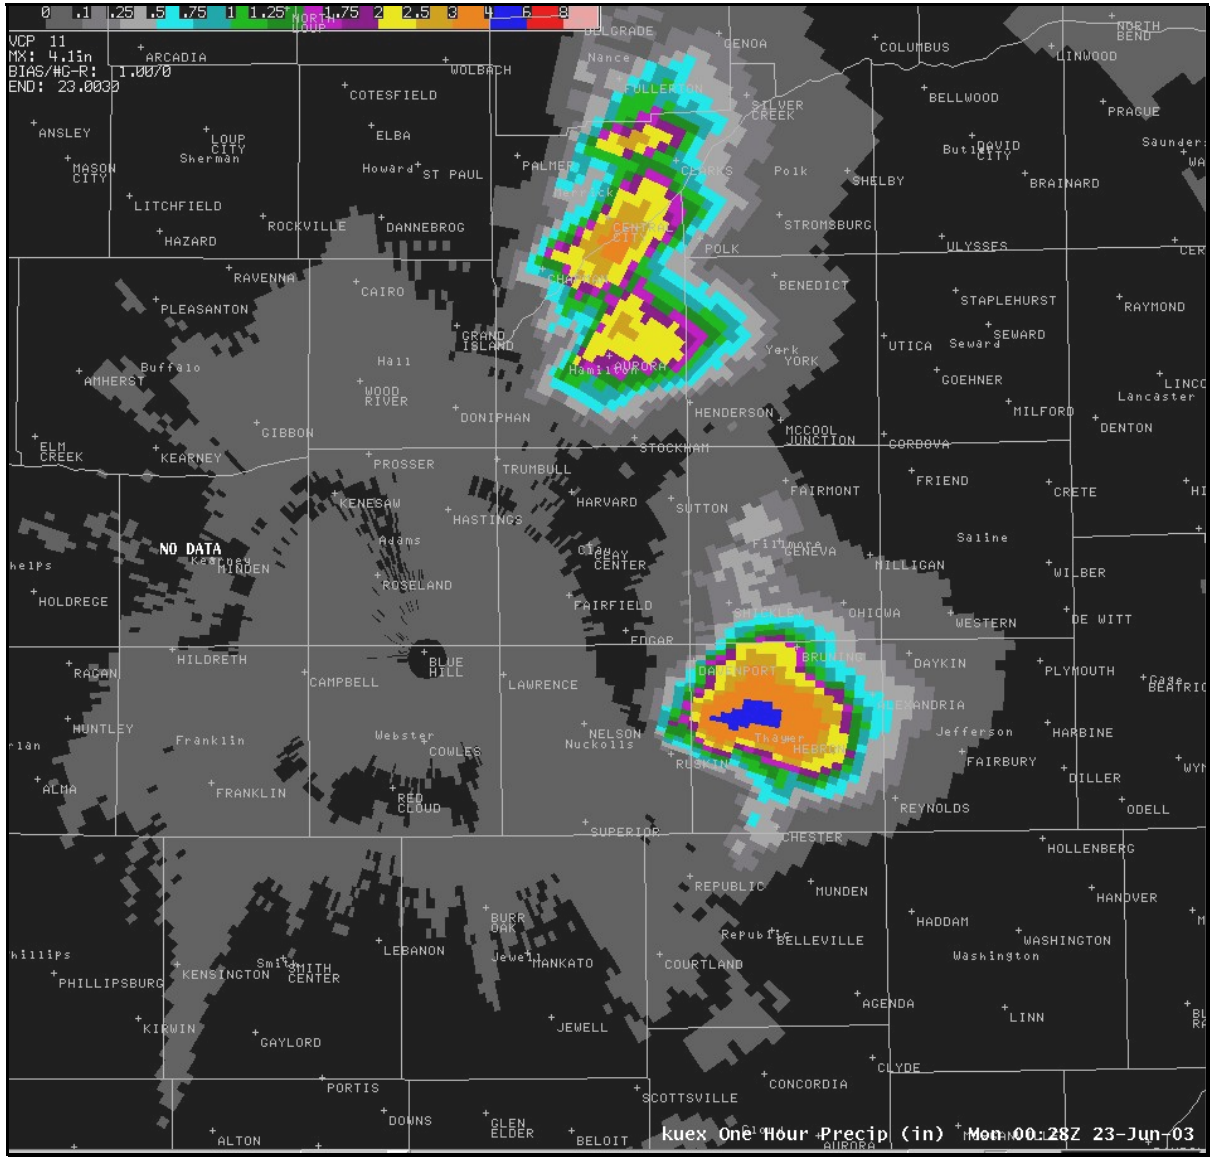 0 .1 .25 .5 .75 1 1.25 1.75 2 2.5 3 4 6 8
NORTH LOUP
VCP 11
MX: 4.1in
BIAS/#G-R: 1.00/0
END: 23.0030
ARCADIA
WOLBACH
BELGRADE
Nance
GENOA
COLUMBUS
NORTH BEND
LINWOOD
COTESFIELD
FULLERTON
SILVER CREEK
BELLWOOD
PRAGUE
ANSLEY
LOUP CITY
Sherman
ELBA
DAVID CITY
MASON CITY
Howard
ST PAUL
PALMER
CLARKS
Polk
SHELBY
BRAINARD
LITCHFIELD
Merrick
HAZARD
ROCKVILLE
DANNEBROG
CENTRAL CITY
STROMSBURG
POLK
ULYSSES
RAVENNA
CAIRO
CHAPMAN
BENEDICT
STAPLEHURST
RAYMOND
PLEASANTON
GRAND ISLAND
SEWARD
Seward
UTICA
Hall
York
YORK
Buffalo
AMHERST
AURORA
Hamilton
GOEHNER
Lancaster
WOOD RIVER
MILFORD
DONIPHAN
HENDERSON
DENTON
GIBBON
MCCOOL JUNCTION
ELM CREEK
KEARNEY
STOCKHAM
CORDOVA
PROSSER
TRUMBULL
FRIEND
CRETE
KENESAW
HARVARD
SUTTON
FAIRMONT
HASTINGS
Adams
Saline
NO DATA
Kearney
MINDEN
Clay
CLAY CENTER
Fillmore
GENEVA
MILLIGAN
WILBER
ROSELAND
HOLDREGE
FAIRFIELD
SHICKLEY
OHIOWA
WESTERN
DE WITT
EDGAR
HILDRETH
BLUE HILL
BRUNING
DAYKIN
PLYMOUTH
RAGAN
CAMPBELL
LAWRENCE
DAVENPORT
Gage
ALEXANDRIA
HUNTLEY
Franklin
Webster
COWLES
NELSON
Nuckolls
Thayer
HEBRON
Jefferson
HARBINE
RUSKIN
FAIRBURY
DILLER
ALMA
FRANKLIN
RED CLOUD
REYNOLDS
ODELL
SUPERIOR
CHESTER
HOLLENBERG
REPUBLIC
MUNDEN
HANOVER
BURR OAK
HADDAM
Republic
BELLEVILLE
WASHINGTON
Washington
LEBANON
Jewell
MANKATO
COURTLAND
KENSINGTON
Smith
SMITH CENTER
PHILLIPSBURG
AGENDA
LINN
KIRWIN
GAYLORD
JEWELL
CLYDE
PORTIS
CONCORDIA
SCOTTSVILLE
DOWNS
GLEN ELDER
ALTON
BELOIT
kuex One Hour Precip (in) Mon 00:28Z 23-Jun-03
AURORA